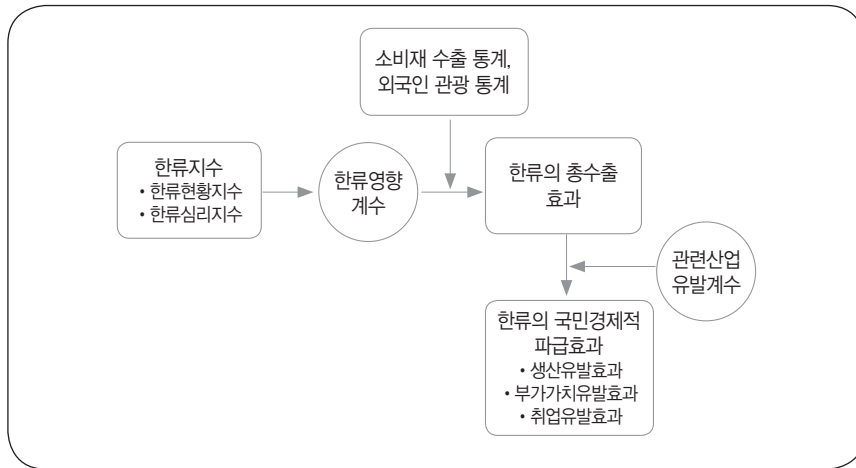 소비재 수출 통계,
외국인 관광 통계
한류지수
• 한류현황지수
• 한류심리지수
한류영향
계수
한류의 총수출
효과
관련산업
유발계수
한류의 국민경제적
파급효과
• 생산유발효과
• 부가가치유발효과
• 취업유발효과